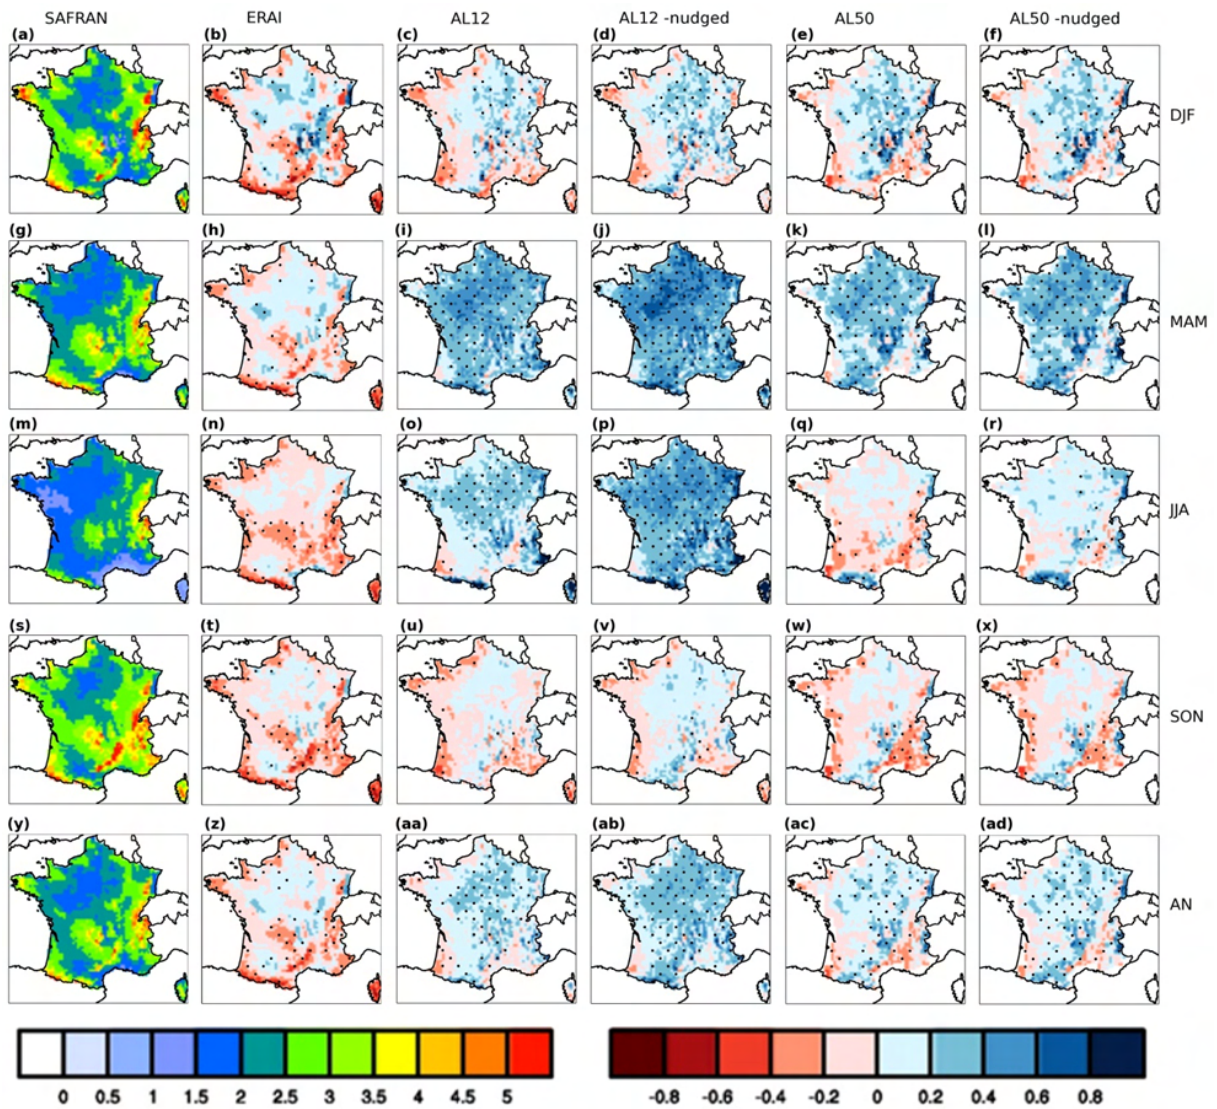 SAFRAN ERAI AL12 AL12 -nudged AL50 AL50 -nudged
(a) (b) (c) (d) (e) (f)
DJF
(g) (h) (i) (j) (k) (l)
MAM
(m) (n) (o) (p) (q) (r)
JJA
(s) (t) (u) (v) (w) (x)
SON
(y) (z) (aa) (ab) (ac) (ad)
AN
0 0.5 1 1.5 2 2.5 3 3.5 4 4.5 5 -0.8 -0.6 -0.4 -0.2 0 0.2 0.4 0.6 0.8